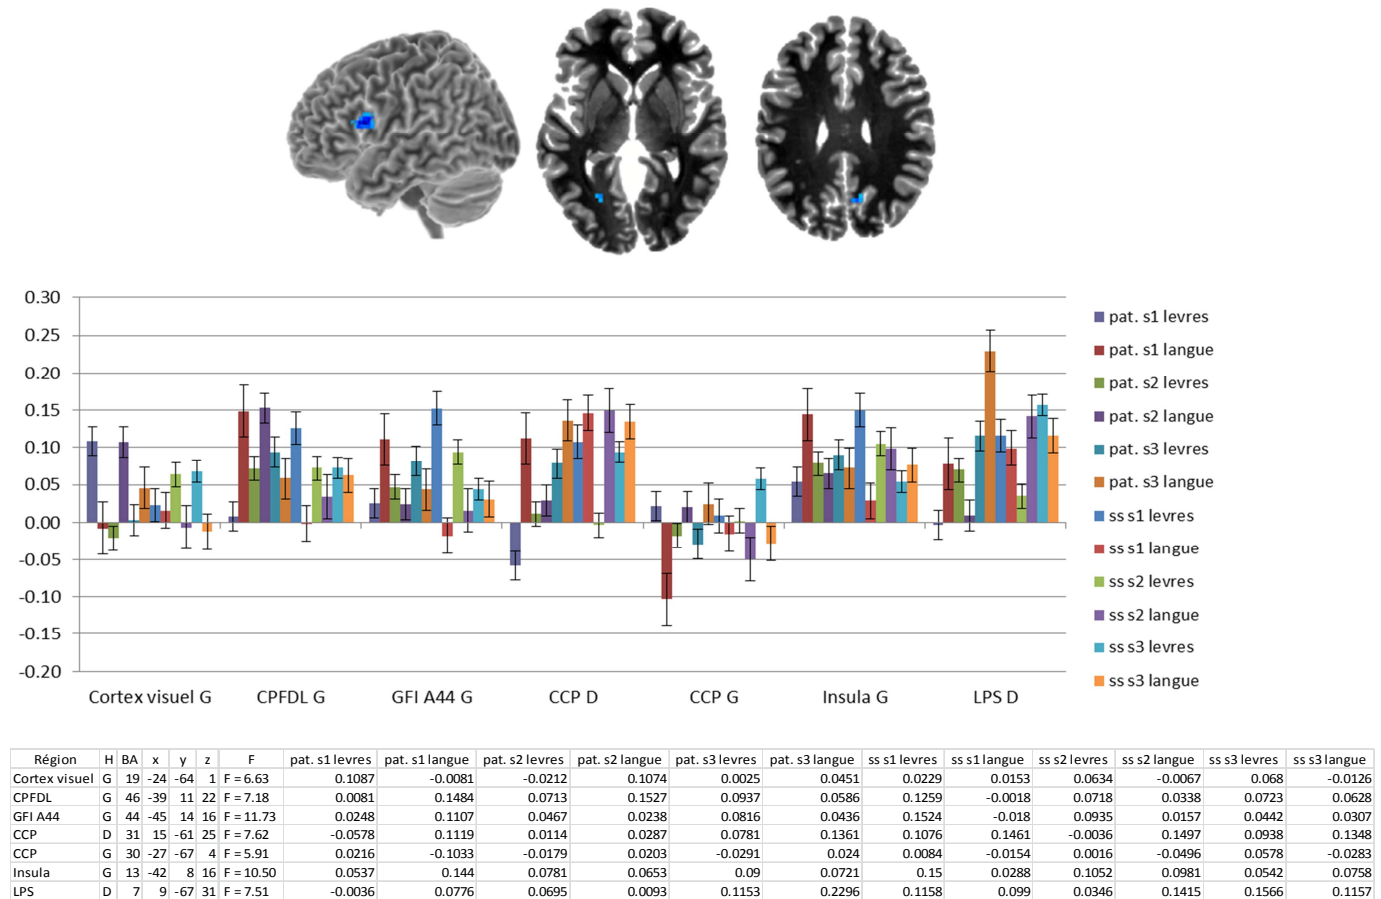 0.30
0.25
0.20
0.15
0.10
0.05
0.00
-0.05
-0.10
-0.15
-0.20
Cortex visuel G CPFDL G GFI A44 G CCP D CCP G Insula G LPS D
pat. s1 levres
pat. s1 langue
pat. s2 levres
pat. s2 langue
pat. s3 levres
pat. s3 langue
ss s1 levres
ss s1 langue
ss s2 levres
ss s2 langue
ss s3 levres
ss s3 langue
Région H BA x y z F pat. s1 levres pat. s1 langue pat. s2 levres pat. s2 langue pat. s3 levres pat. s3 langue ss s1 levres ss s1 langue ss s2 levres ss s2 langue ss s3 levres ss s3 langue
Cortex visuel G 19 -24 -64 1 F = 6.63 0.1087 -0.0081 -0.0212 0.1074 0.0025 0.0451 0.0229 0.0153 0.0634 -0.0067 0.068 -0.0126
CPFDL G 46 -39 11 22 F = 7.18 0.0081 0.1484 0.0713 0.1527 0.0937 0.0586 0.1259 -0.0018 0.0718 0.0338 0.0723 0.0628
GFI A44 G 44 -45 14 16 F = 11.73 0.0248 0.1107 0.0467 0.0238 0.0816 0.0436 0.1524 -0.018 0.0935 0.0157 0.0442 0.0307
CCP D 31 15 -61 25 F = 7.62 -0.0578 0.1119 0.0114 0.0287 0.0781 0.1361 0.1076 0.1461 -0.0036 0.1497 0.0938 0.1348
CCP G 30 -27 -67 4 F = 5.91 0.0216 -0.1033 -0.0179 0.0203 -0.0291 0.024 0.0084 -0.0154 0.0016 -0.0496 0.0578 -0.0283
Insula G 13 -42 8 16 F = 10.50 0.0537 0.144 0.0781 0.0653 0.09 0.0721 0.15 0.0288 0.1052 0.0981 0.0542 0.0758
LPS D 7 9 -67 31 F = 7.51 -0.0036 0.0776 0.0695 0.0093 0.1153 0.2296 0.1158 0.099 0.0346 0.1415 0.1566 0.1157